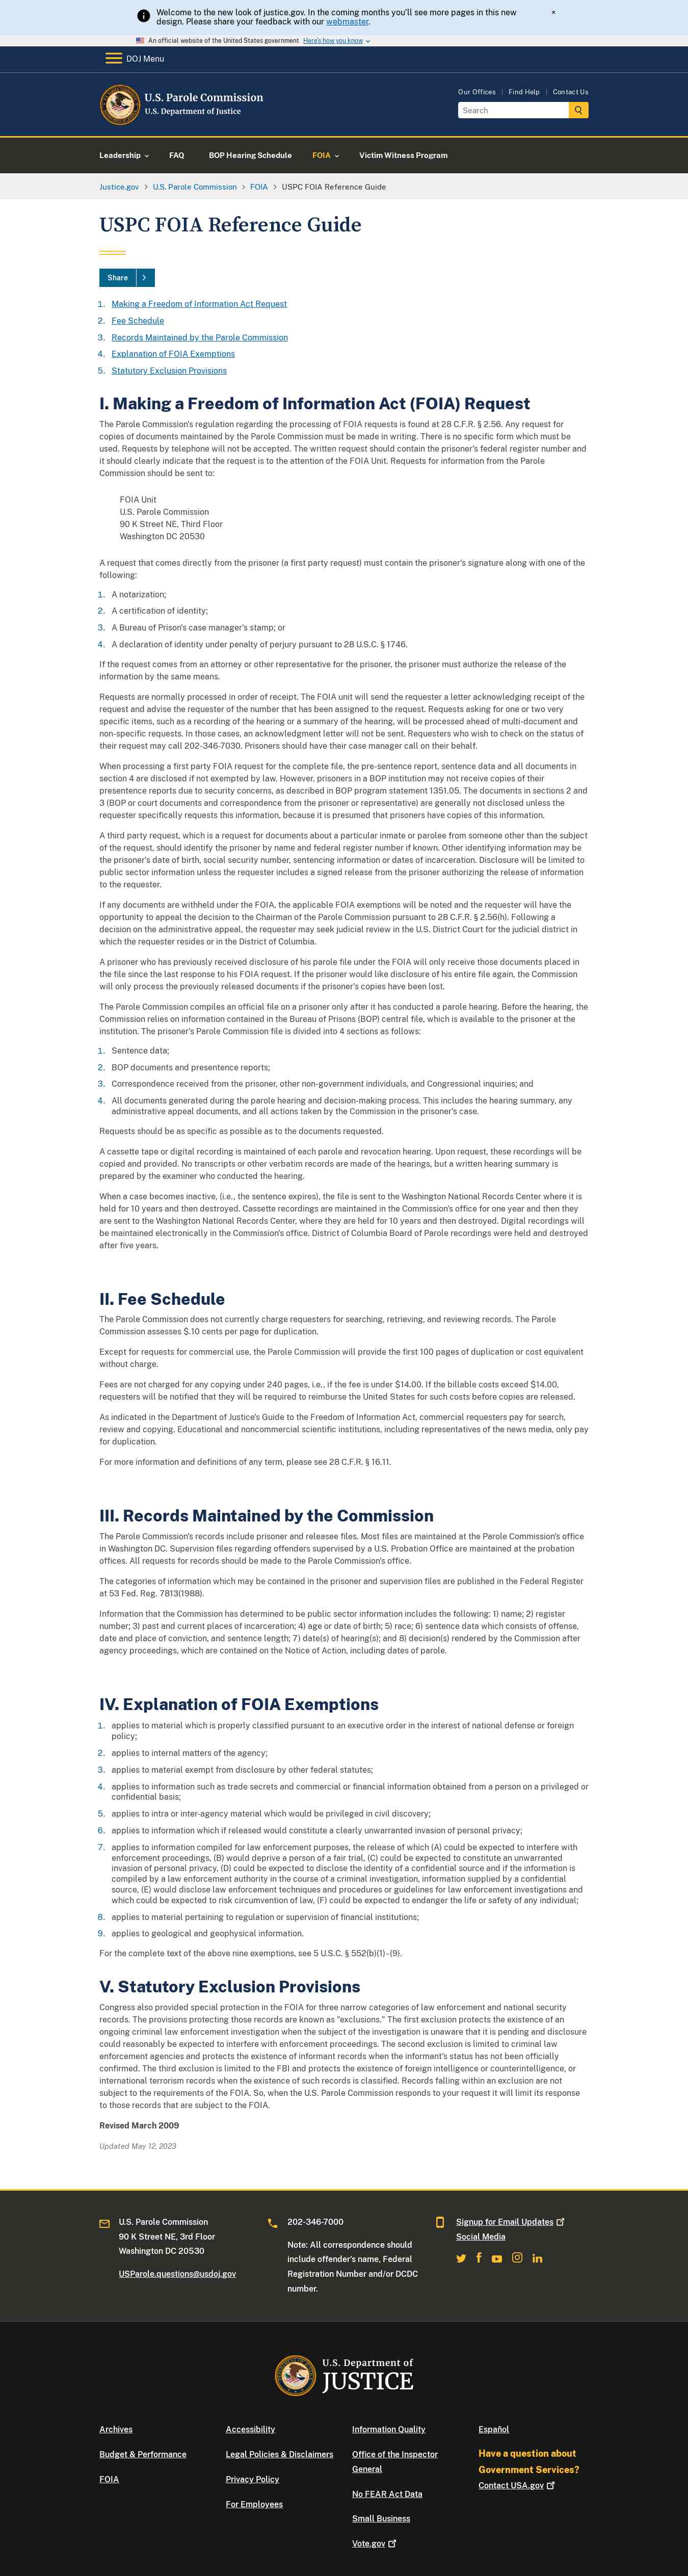 Welcome to the new look of justice.gov. In the coming months you'll see more pages in this new
design. Please share your feedback with our webmaster.
×
An official website of the United States government Here's how you know
DOJ Menu
U.S. Parole Commission
U.S. Department of Justice
Our Offices Find Help Contact Us
Search
Leadership FAQ BOP Hearing Schedule FOIA Victim Witness Program
Justice.gov U.S. Parole Commission FOIA USPC FOIA Reference Guide
USPC FOIA Reference Guide
Share
1. Making a Freedom of Information Act Request
2. Fee Schedule
3. Records Maintained by the Parole Commission
4. Explanation of FOIA Exemptions
5. Statutory Exclusion Provisions
I. Making a Freedom of Information Act (FOIA) Request
The Parole Commission's regulation regarding the processing of FOIA requests is found at 28 C.F.R. § 2.56. Any request for
copies of documents maintained by the Parole Commission must be made in writing. There is no specific form which must be
used. Requests by telephone will not be accepted. The written request should contain the prisoner's federal register number and
it should clearly indicate that the request is to the attention of the FOIA Unit. Requests for information from the Parole
Commission should be sent to:
FOIA Unit
U.S. Parole Commission
90 K Street NE, Third Floor
Washington DC 20530
A request that comes directly from the prisoner (a first party request) must contain the prisoner's signature along with one of the
following:
1. A notarization;
2. A certification of identity;
3. A Bureau of Prison's case manager's stamp; or
4. A declaration of identity under penalty of perjury pursuant to 28 U.S.C. § 1746.
If the request comes from an attorney or other representative for the prisoner, the prisoner must authorize the release of the
information by the same means.
Requests are normally processed in order of receipt. The FOIA unit will send the requester a letter acknowledging receipt of the
request and advise the requester of the number that has been assigned to the request. Requests asking for one or two very
specific items, such as a recording of the hearing or a summary of the hearing, will be processed ahead of multi-document and
non-specific requests. In those cases, an acknowledgment letter will not be sent. Requesters who wish to check on the status of
their request may call 202-346-7030. Prisoners should have their case manager call on their behalf.
When processing a first party FOIA request for the complete file, the pre-sentence report, sentence data and all documents in
section 4 are disclosed if not exempted by law. However, prisoners in a BOP institution may not receive copies of their
presentence reports due to security concerns, as described in BOP program statement 1351.05. The documents in sections 2 and
3 (BOP or court documents and correspondence from the prisoner or representative) are generally not disclosed unless the
requester specifically requests this information, because it is presumed that prisoners have copies of this information.
A third party request, which is a request for documents about a particular inmate or parolee from someone other than the subject
of the request, should identify the prisoner by name and federal register number if known. Other identifying information may be
the prisoner's date of birth, social security number, sentencing information or dates of incarceration. Disclosure will be limited to
public sector information unless the requester includes a signed release from the prisoner authorizing the release of information
to the requester.
If any documents are withheld under the FOIA, the applicable FOIA exemptions will be noted and the requester will have the
opportunity to appeal the decision to the Chairman of the Parole Commission pursuant to 28 C.F.R. § 2.56(h). Following a
decision on the administrative appeal, the requester may seek judicial review in the U.S. District Court for the judicial district in
which the requester resides or in the District of Columbia.
A prisoner who has previously received disclosure of his parole file under the FOIA will only receive those documents placed in
the file since the last response to his FOIA request. If the prisoner would like disclosure of his entire file again, the Commission
will only process the previously released documents if the prisoner's copies have been lost.
The Parole Commission compiles an official file on a prisoner only after it has conducted a parole hearing. Before the hearing, the
Commission relies on information contained in the Bureau of Prisons (BOP) central file, which is available to the prisoner at the
institution. The prisoner's Parole Commission file is divided into 4 sections as follows:
1. Sentence data;
2. BOP documents and presentence reports;
3. Correspondence received from the prisoner, other non-government individuals, and Congressional inquiries; and
4. All documents generated during the parole hearing and decision-making process. This includes the hearing summary, any
administrative appeal documents, and all actions taken by the Commission in the prisoner's case.
Requests should be as specific as possible as to the documents requested.
A cassette tape or digital recording is maintained of each parole and revocation hearing. Upon request, these recordings will be
copied and provided. No transcripts or other verbatim records are made of the hearings, but a written hearing summary is
prepared by the examiner who conducted the hearing.
When a case becomes inactive, (i.e., the sentence expires), the file is sent to the Washington National Records Center where it is
held for 10 years and then destroyed. Cassette recordings are maintained in the Commission's office for one year and then they
are sent to the Washington National Records Center, where they are held for 10 years and then destroyed. Digital recordings will
be maintained electronically in the Commission's office. District of Columbia Board of Parole recordings were held and destroyed
after five years.
II. Fee Schedule
The Parole Commission does not currently charge requesters for searching, retrieving, and reviewing records. The Parole
Commission assesses $.10 cents per page for duplication.
Except for requests for commercial use, the Parole Commission will provide the first 100 pages of duplication or cost equivalent
without charge.
Fees are not charged for any copying under 240 pages, i.e., if the fee is under $14.00. If the billable costs exceed $14.00,
requesters will be notified that they will be required to reimburse the United States for such costs before copies are released.
As indicated in the Department of Justice's Guide to the Freedom of Information Act, commercial requesters pay for search,
review and copying. Educational and noncommercial scientific institutions, including representatives of the news media, only pay
for duplication.
For more information and definitions of any term, please see 28 C.F.R. § 16.11.
III. Records Maintained by the Commission
The Parole Commission's records include prisoner and releasee files. Most files are maintained at the Parole Commission's office
in Washington DC. Supervision files regarding offenders supervised by a U.S. Probation Office are maintained at the probation
offices. All requests for records should be made to the Parole Commission's office.
The categories of information which may be contained in the prisoner and supervision files are published in the Federal Register
at 53 Fed. Reg. 7813(1988).
Information that the Commission has determined to be public sector information includes the following: 1) name; 2) register
number; 3) past and current places of incarceration; 4) age or date of birth; 5) race; 6) sentence data which consists of offense,
date and place of conviction, and sentence length; 7) date(s) of hearing(s); and 8) decision(s) rendered by the Commission after
agency proceedings, which are contained on the Notice of Action, including dates of parole.
IV. Explanation of FOIA Exemptions
1. applies to material which is properly classified pursuant to an executive order in the interest of national defense or foreign
policy;
2. applies to internal matters of the agency;
3. applies to material exempt from disclosure by other federal statutes;
4. applies to information such as trade secrets and commercial or financial information obtained from a person on a privileged or
confidential basis;
5. applies to intra or inter-agency material which would be privileged in civil discovery;
6. applies to information which if released would constitute a clearly unwarranted invasion of personal privacy;
7. applies to information compiled for law enforcement purposes, the release of which (A) could be expected to interfere with
enforcement proceedings, (B) would deprive a person of a fair trial, (C) could be expected to constitute an unwarranted
invasion of personal privacy, (D) could be expected to disclose the identity of a confidential source and if the information is
compiled by a law enforcement authority in the course of a criminal investigation, information supplied by a confidential
source, (E) would disclose law enforcement techniques and procedures or guidelines for law enforcement investigations and
which could be expected to risk circumvention of law, (F) could be expected to endanger the life or safety of any individual;
8. applies to material pertaining to regulation or supervision of financial institutions;
9. applies to geological and geophysical information.
For the complete text of the above nine exemptions, see 5 U.S.C. § 552(b)(1)-(9).
V. Statutory Exclusion Provisions
Congress also provided special protection in the FOIA for three narrow categories of law enforcement and national security
records. The provisions protecting those records are known as "exclusions." The first exclusion protects the existence of an
ongoing criminal law enforcement investigation when the subject of the investigation is unaware that it is pending and disclosure
could reasonably be expected to interfere with enforcement proceedings. The second exclusion is limited to criminal law
enforcement agencies and protects the existence of informant records when the informant's status has not been officially
confirmed. The third exclusion is limited to the FBI and protects the existence of foreign intelligence or counterintelligence, or
international terrorism records when the existence of such records is classified. Records falling within an exclusion are not
subject to the requirements of the FOIA. So, when the U.S. Parole Commission responds to your request it will limit its response
to those records that are subject to the FOIA.
Revised March 2009
Updated May 12, 2023
U.S. Parole Commission
90 K Street NE, 3rd Floor
Washington DC 20530
USParole.questions@usdoj.gov
202-346-7000
Note: All correspondence should
include offender's name, Federal
Registration Number and/or DCDC
number.
Signup for Email Updates
Social Media
U.S. Department of
JUSTICE
Archives
Budget & Performance
FOIA
Accessibility
Legal Policies & Disclaimers
Privacy Policy
For Employees
Information Quality
Office of the Inspector
General
No FEAR Act Data
Small Business
Vote.gov
Español
Have a question about
Government Services?
Contact USA.gov